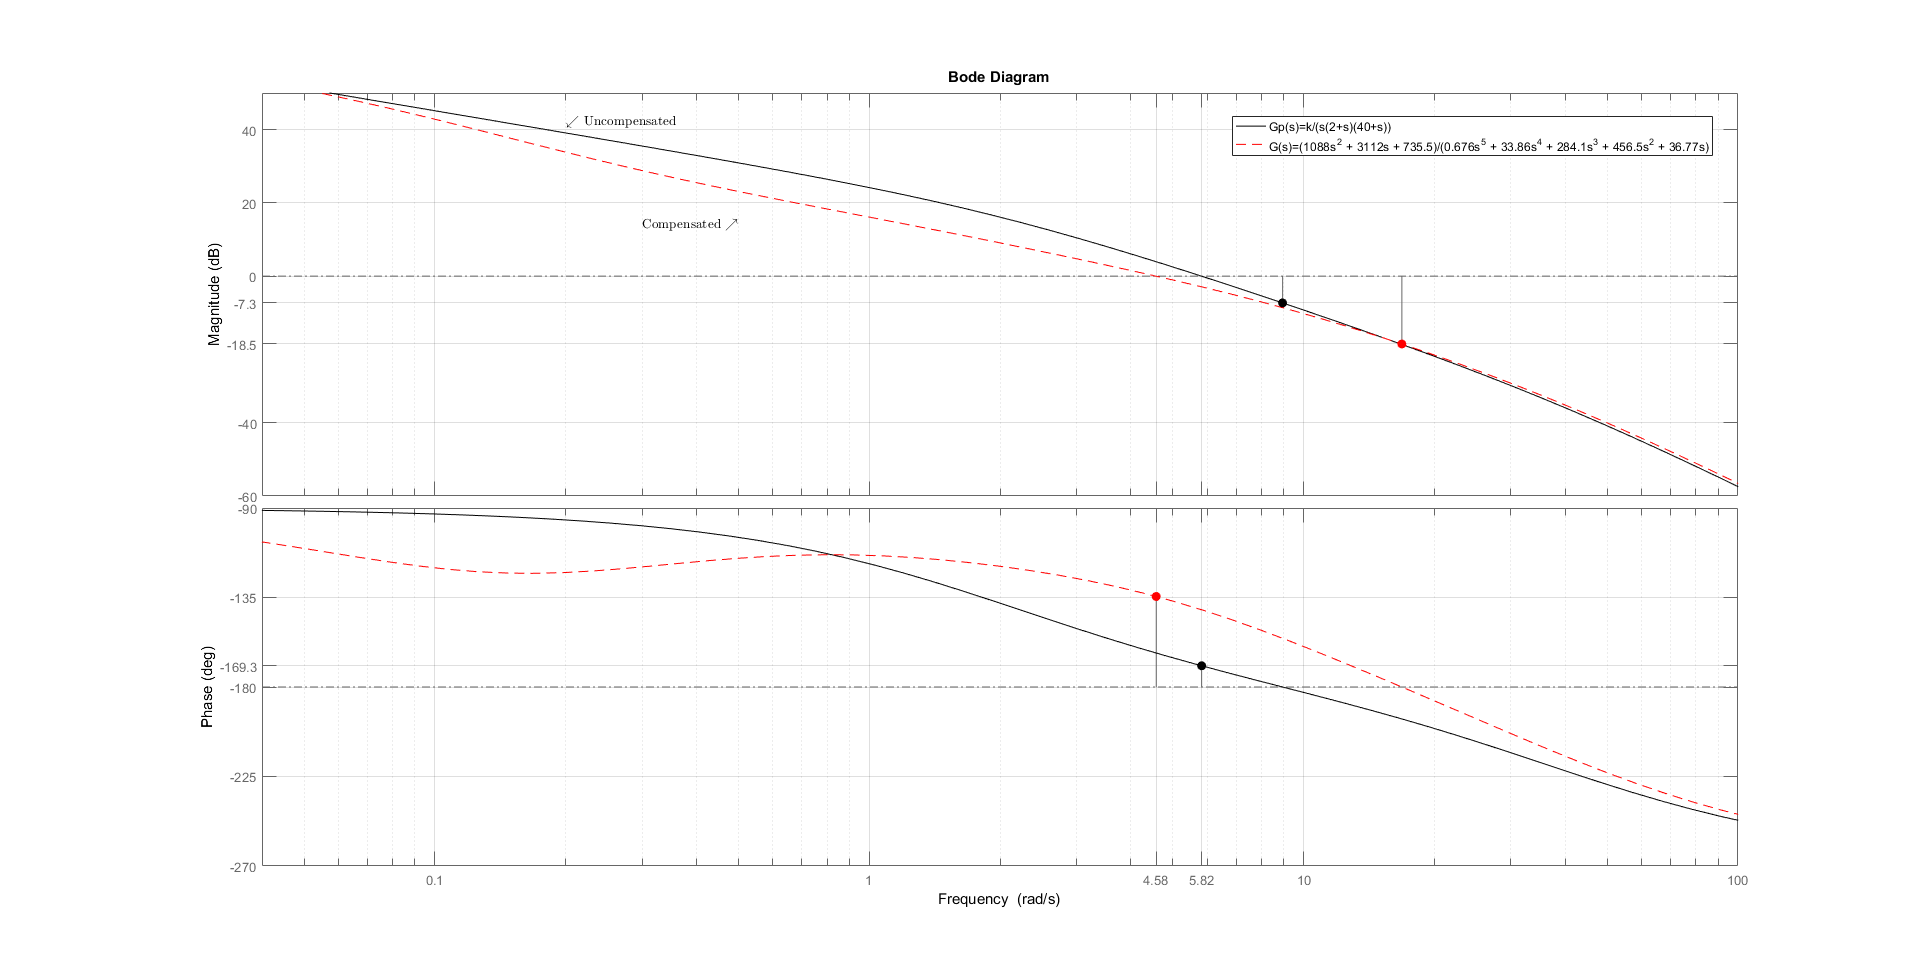 Bode Diagram
Magnitude (dB)
40
20
0
-7.3
-18.5
-40
-60
↙ Uncompensated
Compensated ↗
Gp(s)=k/(s(2+s)(40+s))
G(s)=(1088s² + 3112s + 735.5)/(0.676s⁵ + 33.86s⁴ + 284.1s³ + 456.5s² + 36.77s)
Phase (deg)
-90
-135
-169.3
-180
-225
-270
0.1 1 4.58 5.82 10 100
Frequency (rad/s)